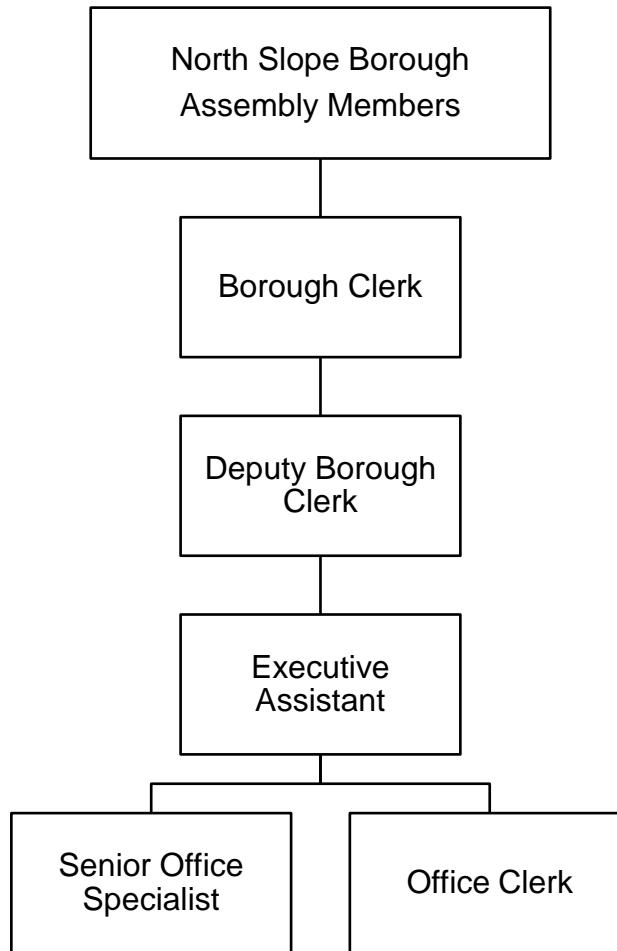 North Slope Borough
Assembly Members
Borough Clerk
Deputy Borough
Clerk
Executive
Assistant
Senior Office
Specialist
Office Clerk